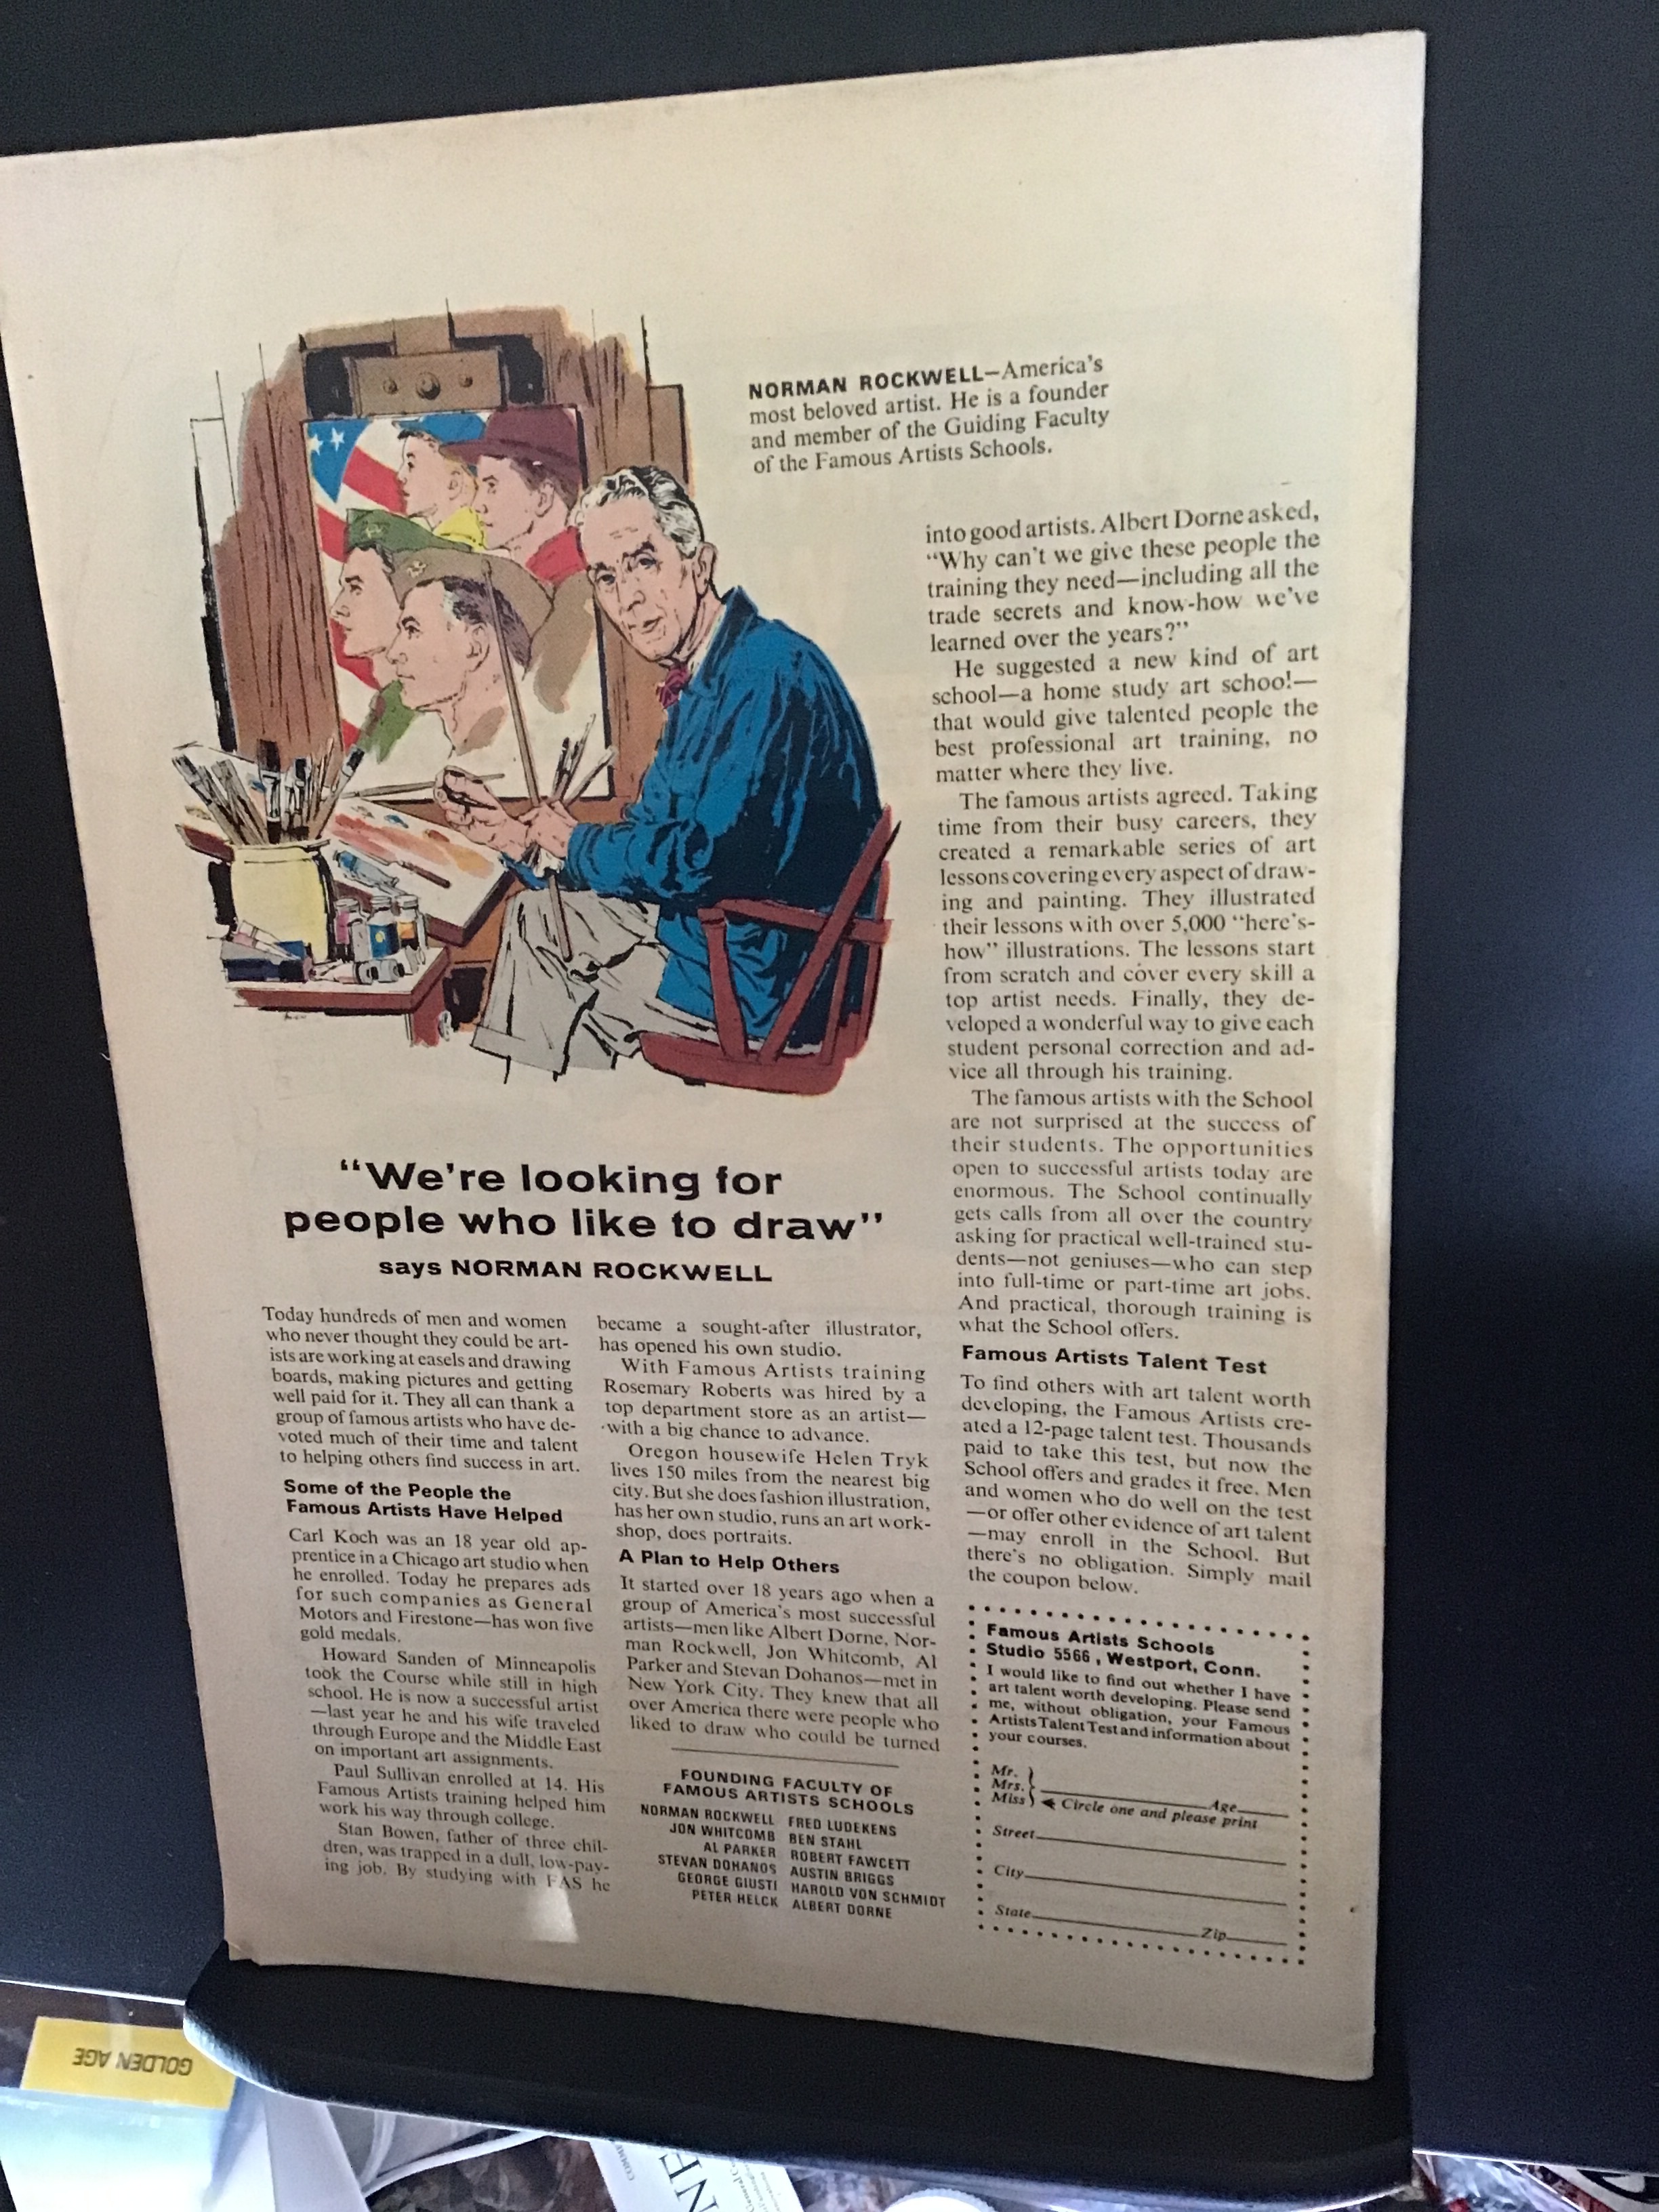 NORMAN ROCKWELL—America's
most beloved artist. He is a founder
and member of the Guiding Faculty
of the Famous Artists Schools.
"We're looking for
people who like to draw"
says NORMAN ROCKWELL
Today hundreds of men and women
who never thought they could be art-
ists are working at easels and drawing
boards, making pictures and getting
well paid for it. They all can thank a
group of famous artists who have de-
voted much of their time and talent
to helping others find success in art.
Some of the People the
Famous Artists Have Helped
Carl Koch was an 18 year old ap-
prentice in a Chicago art studio when
he enrolled. Today he prepares ads
for such companies as General
Motors and Firestone—has won five
gold medals.
Howard Sanden of Minneapolis
took the Course while still in high
school. He is now a successful artist
—last year he and his wife traveled
through Europe and the Middle East
on important art assignments.
Paul Sullivan enrolled at 14. His
Famous Artists training helped him
work his way through college.
Stan Bowen, father of three chil-
dren, was trapped in a dull, low-pay-
ing job. By studying with FAS he
became a sought-after illustrator,
has opened his own studio.
With Famous Artists training
Rosemary Roberts was hired by a
top department store as an artist—
with a big chance to advance.
Oregon housewife Helen Tryk
lives 150 miles from the nearest big
city. But she does fashion illustration,
has her own studio, runs an art work-
shop, does portraits.
A Plan to Help Others
It started over 18 years ago when a
group of America's most successful
artists—men like Albert Dorne, Nor-
man Rockwell, Jon Whitcomb, Al
Parker and Stevan Dohanos—met in
New York City. They knew that all
over America there were people who
liked to draw who could be turned
into good artists. Albert Dorne asked,
"Why can't we give these people the
training they need—including all the
trade secrets and know-how we've
learned over the years?"
He suggested a new kind of art
school—a home study art school—
that would give talented people the
best professional art training, no
matter where they live.
The famous artists agreed. Taking
time from their busy careers, they
created a remarkable series of art
lessons covering every aspect of draw-
ing and painting. They illustrated
their lessons with over 5,000 "here's-
how" illustrations. The lessons start
from scratch and cover every skill a
top artist needs. Finally, they de-
veloped a wonderful way to give each
student personal correction and ad-
vice all through his training.
The famous artists with the School
are not surprised at the success of
their students. The opportunities
open to successful artists today are
enormous. The School continually
gets calls from all over the country
asking for practical well-trained stu-
dents—not geniuses—who can step
into full-time or part-time art jobs.
And practical, thorough training is
what the School offers.
Famous Artists Talent Test
To find others with art talent worth
developing, the Famous Artists cre-
ated a 12-page talent test. Thousands
paid to take this test, but now the
School offers and grades it free. Men
and women who do well on the test
—or offer other evidence of art talent
—may enroll in the School. But
there's no obligation. Simply mail
the coupon below.
FOUNDING FACULTY OF
FAMOUS ARTISTS SCHOOLS
NORMAN ROCKWELL FRED LUDEKENS
JON WHITCOMB BEN STAHL
AL PARKER ROBERT FAWCETT
STEVAN DOHANOS AUSTIN BRIGGS
GEORGE GIUSTI HAROLD VON SCHMIDT
PETER HELCK ALBERT DORNE
Famous Artists Schools
Studio 5566, Westport, Conn.
I would like to find out whether I have
art talent worth developing. Please send
me, without obligation, your Famous
Artists Talent Test and information about
your courses.
Mr.
Mrs. Age
Miss Circle one and please print
Street
City
State Zip
GOLDEN AGE
NE